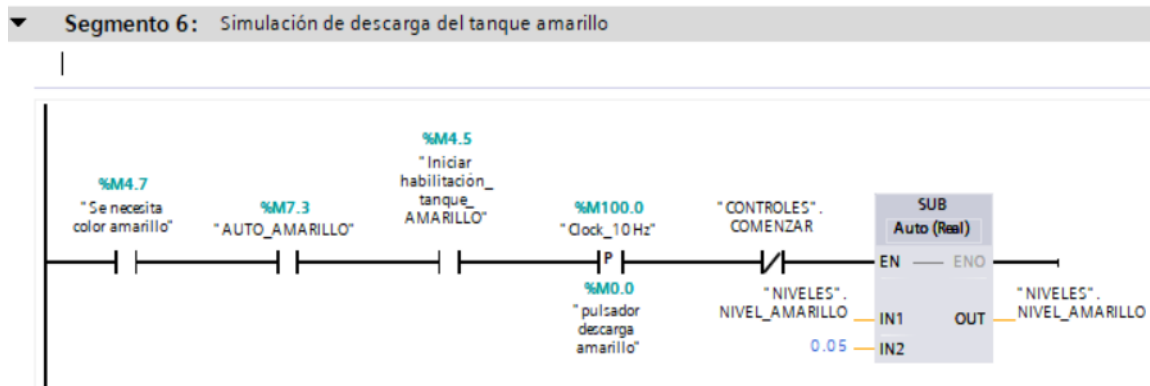 Segmento 6: Simulación de descarga del tanque amarillo
%M4.7
"Se necesita
color amarillo"
%M7.3
"AUTO_AMARILLO"
%M4.5
"Iniciar
habilitación_
tanque_
AMARILLO"
%M100.0
"Clock_10 Hz"
P
%M0.0
"pulsador
descarga
amarillo"
"CONTROLES".
COMENZAR
SUB
Auto (Real)
EN
ENO
"NIVELES".
NIVEL_AMARILLO
IN1
0.05
IN2
OUT
"NIVELES".
NIVEL_AMARILLO